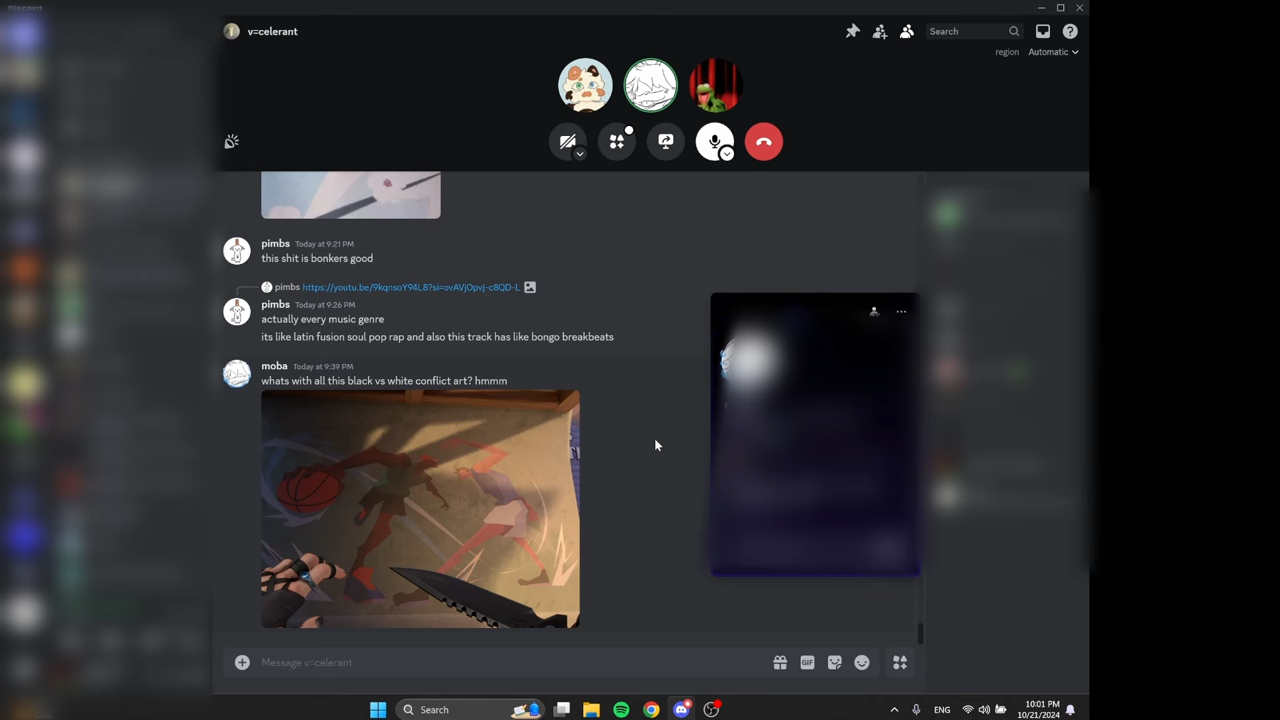 Discord
v=celerant
Search
region Automatic
pimbs Today at 9:21 PM
this shit is bonkers good
pimbs https://youtu.be/9kqnsoY94L8?si=ovAVjOpvj-c8QD-L
pimbs Today at 9:26 PM
actually every music genre
its like latin fusion soul pop rap and also this track has like bongo breakbeats
moba Today at 9:39 PM
whats with all this black vs white conflict art? hmmm
Message v=celerant
GIF
Search
ENG
10:01 PM
10/21/2024